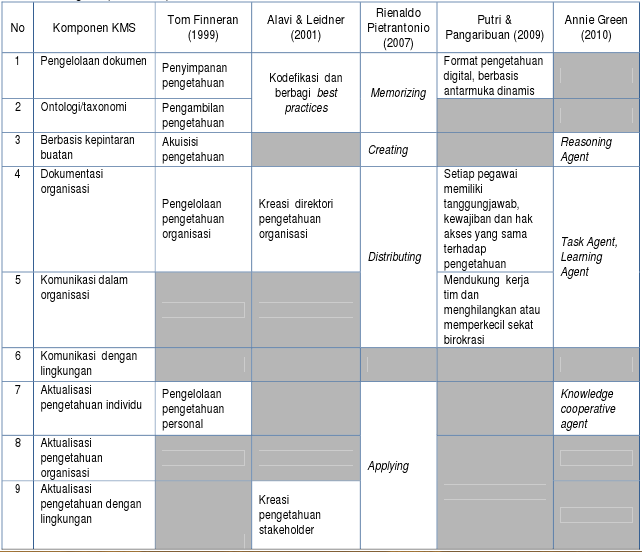 No
Komponen KMS
Tom Finneran
(1999)
Alavi & Leidner
(2001)
Rienaldo
Pietrantonio
(2007)
Putri &
Pangaribuan (2009)
Annie Green
(2010)
1
Pengelolaan dokumen
Penyimpanan
pengetahuan
Kodefikasi dan
berbagi best
practices
Memorizing
Format pengetahuan
digital, berbasis
antarmuka dinamis
2
Ontologi/taxonomi
Pengambilan
pengetahuan
3
Berbasis kepintaran
buatan
Akuisisi
pengetahuan
Creating
Reasoning
Agent
4
Dokumentasi
organisasi
Pengelolaan
pengetahuan
organisasi
Kreasi direktori
pengetahuan
organisasi
Distributing
Setiap pegawai
memiliki
tanggungjawab,
kewajiban dan hak
akses yang sama
terhadap
pengetahuan
Task Agent,
Learning
Agent
5
Komunikasi dalam
organisasi
Mendukung kerja
tim dan
menghilangkan atau
memperkecil sekat
birokrasi
6
Komunikasi dengan
lingkungan
7
Aktualisasi
pengetahuan individu
Pengelolaan
pengetahuan
personal
Applying
Knowledge
cooperative
agent
8
Aktualisasi
pengetahuan
organisasi
9
Aktualisasi
pengetahuan dengan
lingkungan
Kreasi
pengetahuan
stakeholder